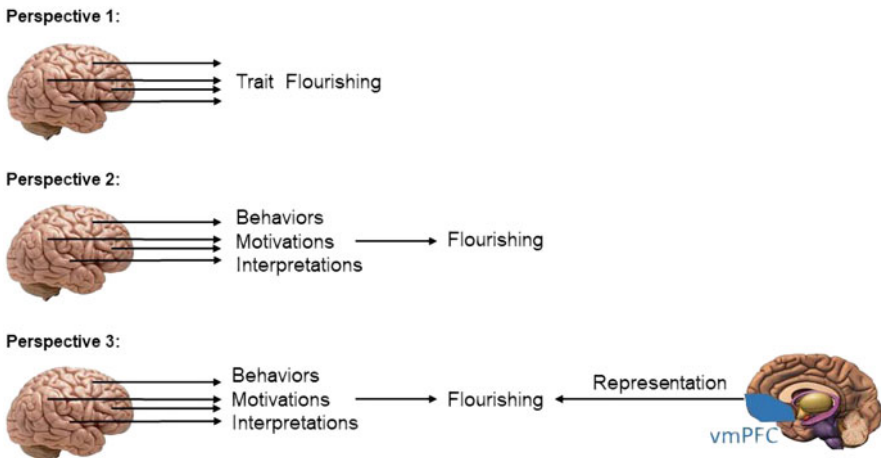 Perspective 1:
Trait Flourishing
Perspective 2:
Behaviors
Motivations
Flourishing
Interpretations
Perspective 3:
Behaviors
Motivations
Flourishing
Representation
Interpretations
vmPFC